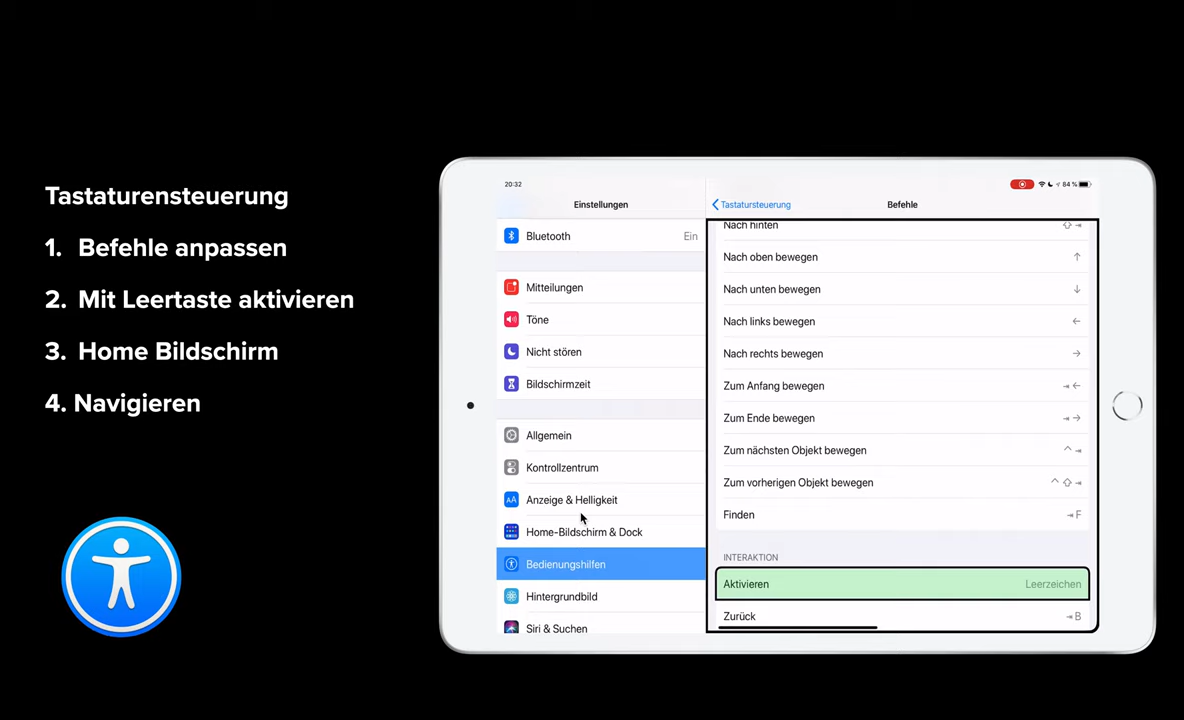 Tastaturensteuerung
1. Befehle anpassen
2. Mit Leertaste aktivieren
3. Home Bildschirm
4. Navigieren
20:32
84 %
Einstellungen
Bluetooth Ein
Mitteilungen
Töne
Nicht stören
Bildschirmzeit
Allgemein
Kontrollzentrum
AA Anzeige & Helligkeit
Home-Bildschirm & Dock
Bedienungshilfen
Hintergrundbild
Siri & Suchen
Tastatursteuerung
Befehle
Nach hinten
Nach oben bewegen ↑
Nach unten bewegen ↓
Nach links bewegen ←
Nach rechts bewegen →
Zum Anfang bewegen ⇥ ←
Zum Ende bewegen ⇥ →
Zum nächsten Objekt bewegen ^ ⇥
Zum vorherigen Objekt bewegen ^ ⇧ ⇥
Finden ⇥ F
INTERAKTION
Aktivieren Leerzeichen
Zurück ⇥ B